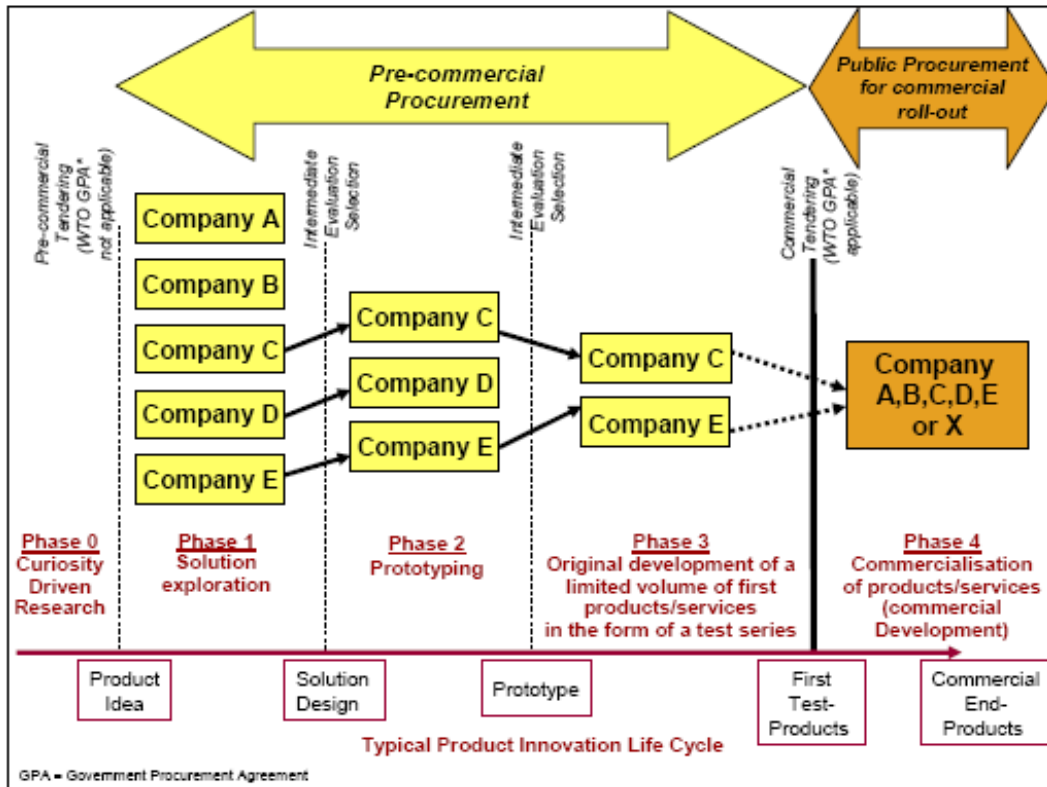 Pre-commercial
Procurement
Public Procurement
for commercial
roll-out
Pre-commercial
Tendering
(WTO GPA*
not applicable)
Intermediate
Evaluation
Selection
Intermediate
Evaluation
Selection
Commercial
Tendering
(WTO GPA*
applicable)
Company A
Company B
Company C
Company D
Company E
Company C
Company D
Company E
Company C
Company E
Company
A,B,C,D,E
or X
Phase 0
Curiosity
Driven
Research
Phase 1
Solution
exploration
Phase 2
Prototyping
Phase 3
Original development of a
limited volume of first
products/services
in the form of a test series
Phase 4
Commercialisation
of products/services
(commercial
Development)
Product
Idea
Solution
Design
Prototype
First
Test-
Products
Commercial
End-
Products
Typical Product Innovation Life Cycle
GPA = Government Procurement Agreement